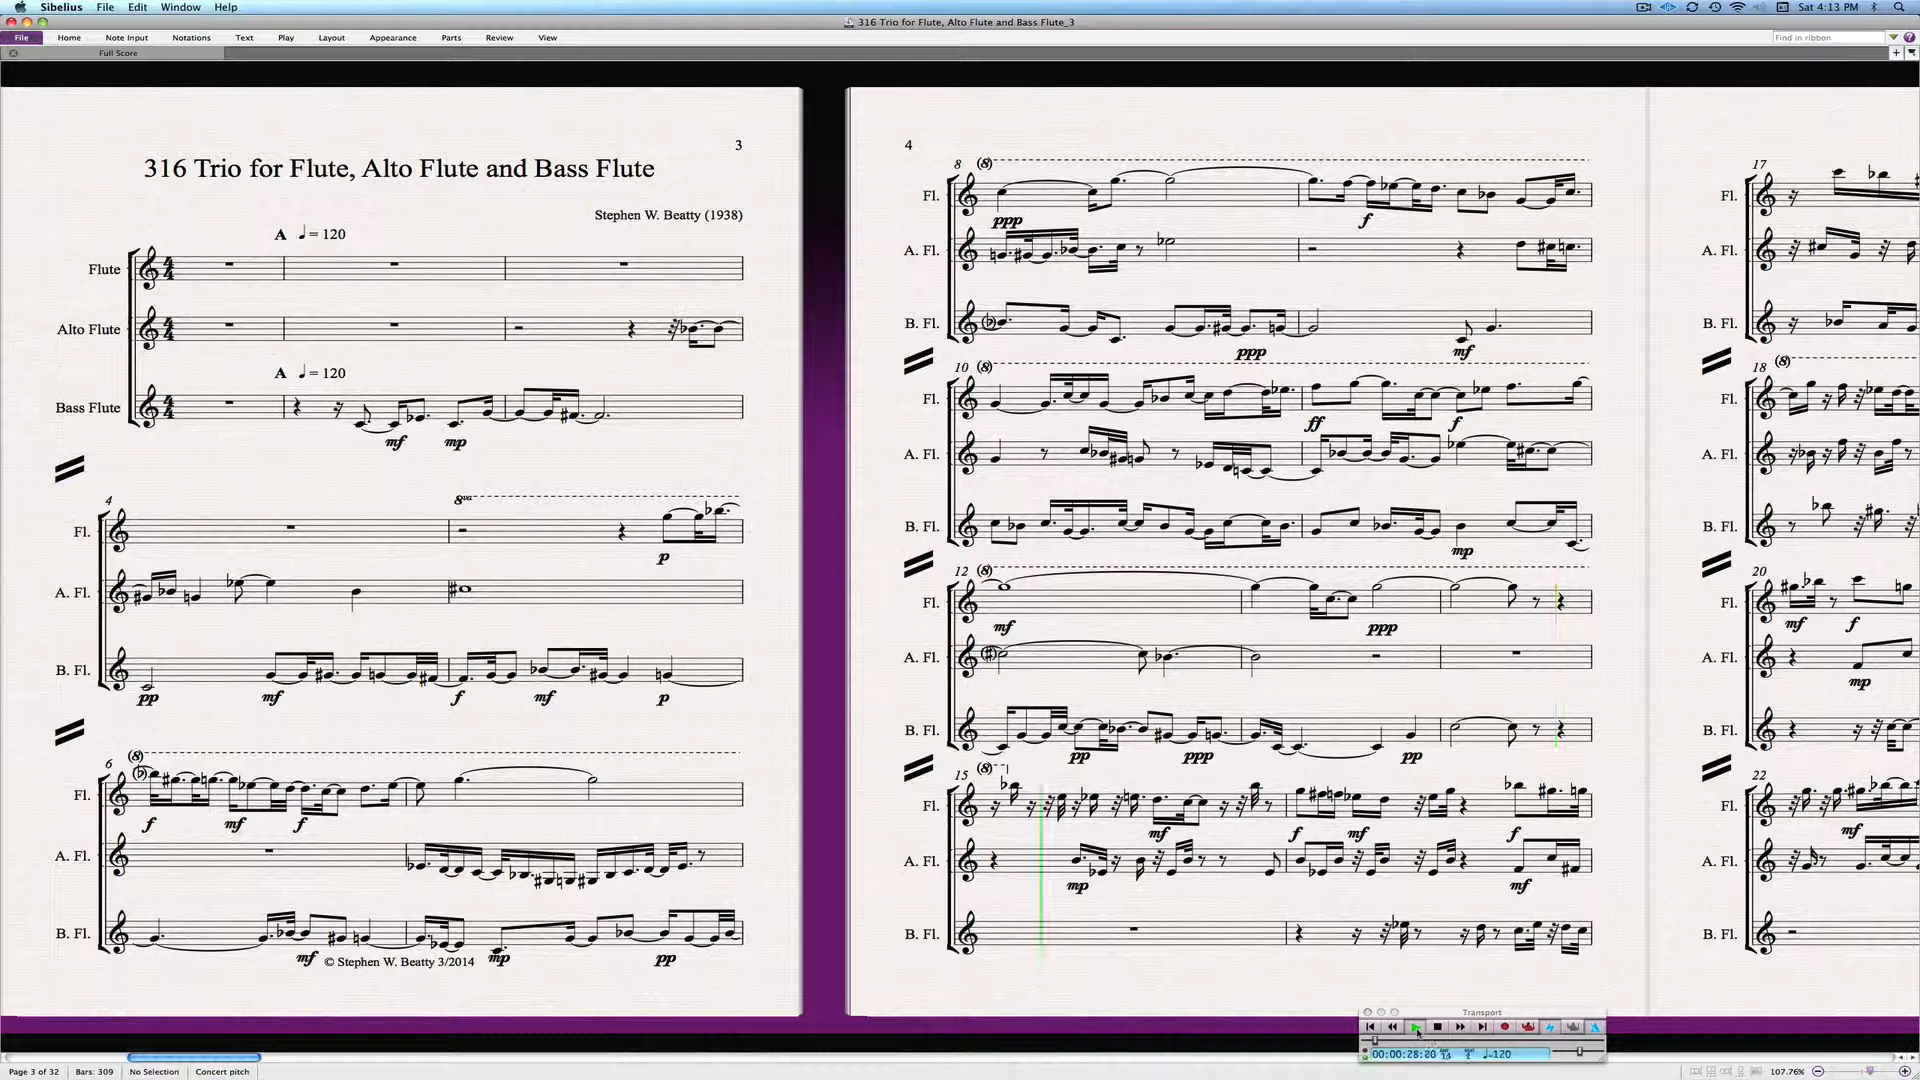 Sibelius File Edit Window Help Sat 4:13 PM
316 Trio for Flute, Alto Flute and Bass Flute_3
File Home Note Input Notations Text Play Layout Appearance Parts Review View Find in ribbon
Full Score
3
316 Trio for Flute, Alto Flute and Bass Flute
Stephen W. Beatty (1938)
A ♩ = 120
Flute
Alto Flute
A ♩ = 120
Bass Flute
mf mp
4 8va
Fl.
p
A. Fl.
B. Fl.
pp mf f mf p
6 (8)
Fl.
f mf f
A. Fl.
B. Fl.
mf © Stephen W. Beatty 3/2014 mp pp
4
8 (8)
Fl.
ppp f
A. Fl.
B. Fl.
ppp mf
10 (8)
Fl.
ff f
A. Fl.
B. Fl.
mp
12 (8)
Fl.
mf ppp
A. Fl.
B. Fl.
pp ppp pp
15 (8)
Fl.
mf f mf f
A. Fl.
mp mf
B. Fl.
17
Fl.
A. Fl.
B. Fl.
18 (8)
Fl.
A. Fl.
B. Fl.
20
Fl.
mf f
A. Fl.
mp
B. Fl.
22
Fl.
mf
A. Fl.
B. Fl.
Transport
♩=120
Page 3 of 32 Bars: 309 No Selection Concert pitch 107.76%